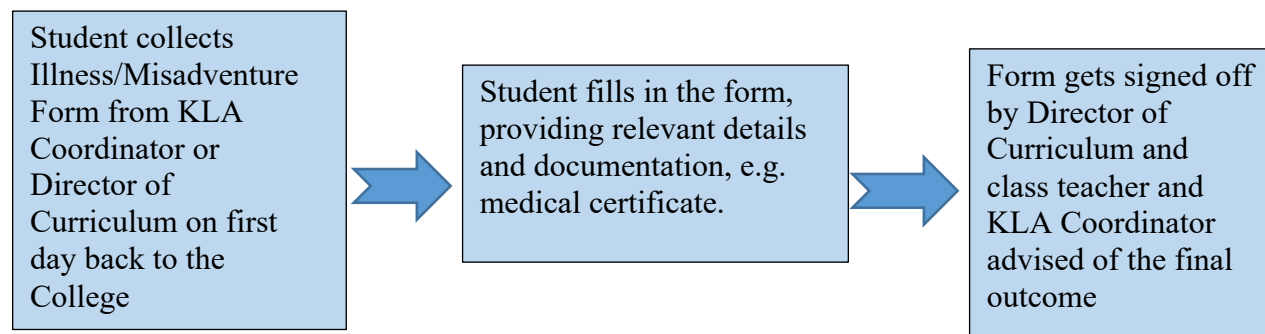 Student collects
Illness/Misadventure
Form from KLA
Coordinator or
Director of
Curriculum on first
day back to the
College
Student fills in the form,
providing relevant details
and documentation, e.g.
medical certificate.
Form gets signed off
by Director of
Curriculum and
class teacher and
KLA Coordinator
advised of the final
outcome